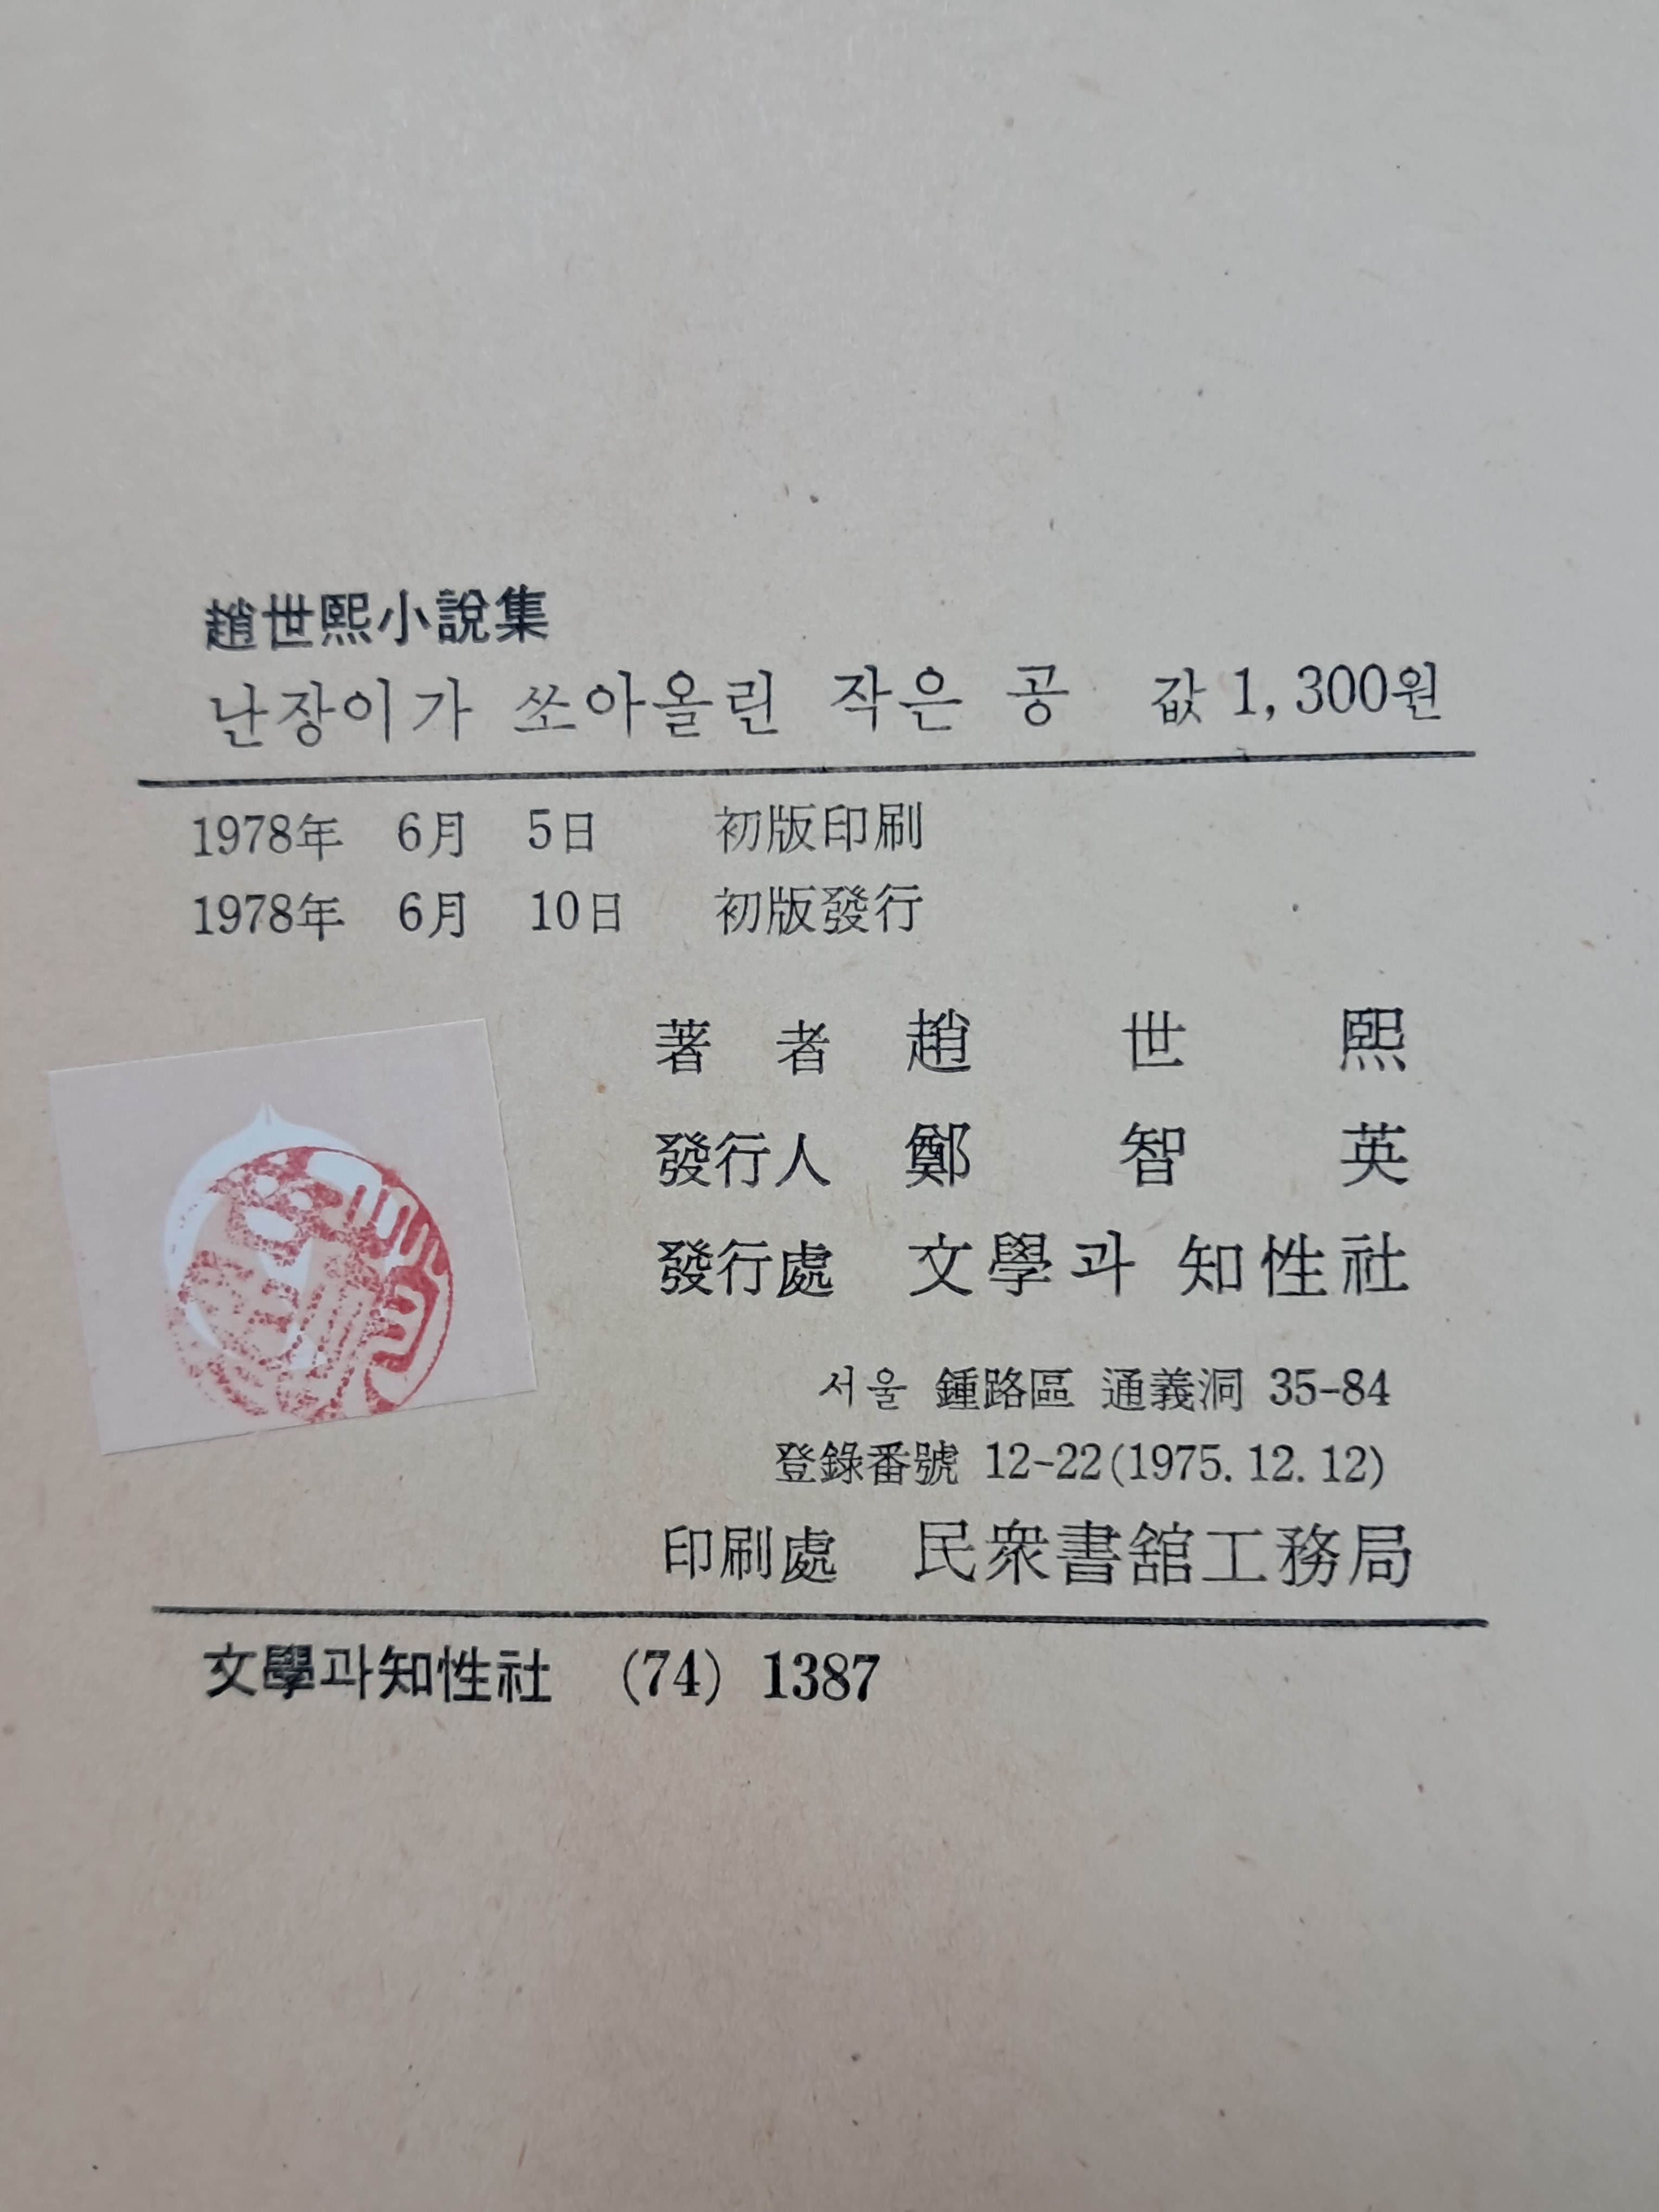 趙世熙小說集
난장이가 쏘아올린 작은 공 값 1,300원
1978年 6月 5日 初版印刷
1978年 6月 10日 初版發行
著者 趙世熙
發行人 鄭智英
發行處 文學과 知性社
서울 鍾路區 通義洞 35-84
登錄番號 12-22(1975. 12. 12)
印刷處 民衆書舘工務局
文學과知性社 (74) 1387